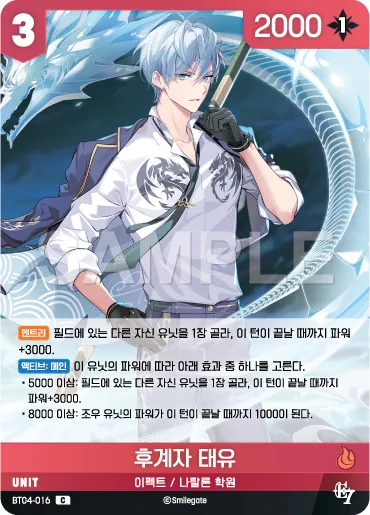 3
2000 1
SAMPLE
엔트리 필드에 있는 다른 자신 유닛을 1장 골라, 이 턴이 끝날 때까지 파워
+3000.
액티브: 메인 이 유닛의 파워에 따라 아래 효과 중 하나를 고른다.
• 5000 이상: 필드에 있는 다른 자신 유닛을 1장 골라, 이 턴이 끝날 때까지
파워+3000.
• 8000 이상: 조우 유닛의 파워가 이 턴이 끝날 때까지 1000이 된다.
후계자 태유
UNIT
이펙트 / 나탈론 학원
BT04-016 C
©Smilegate
E7